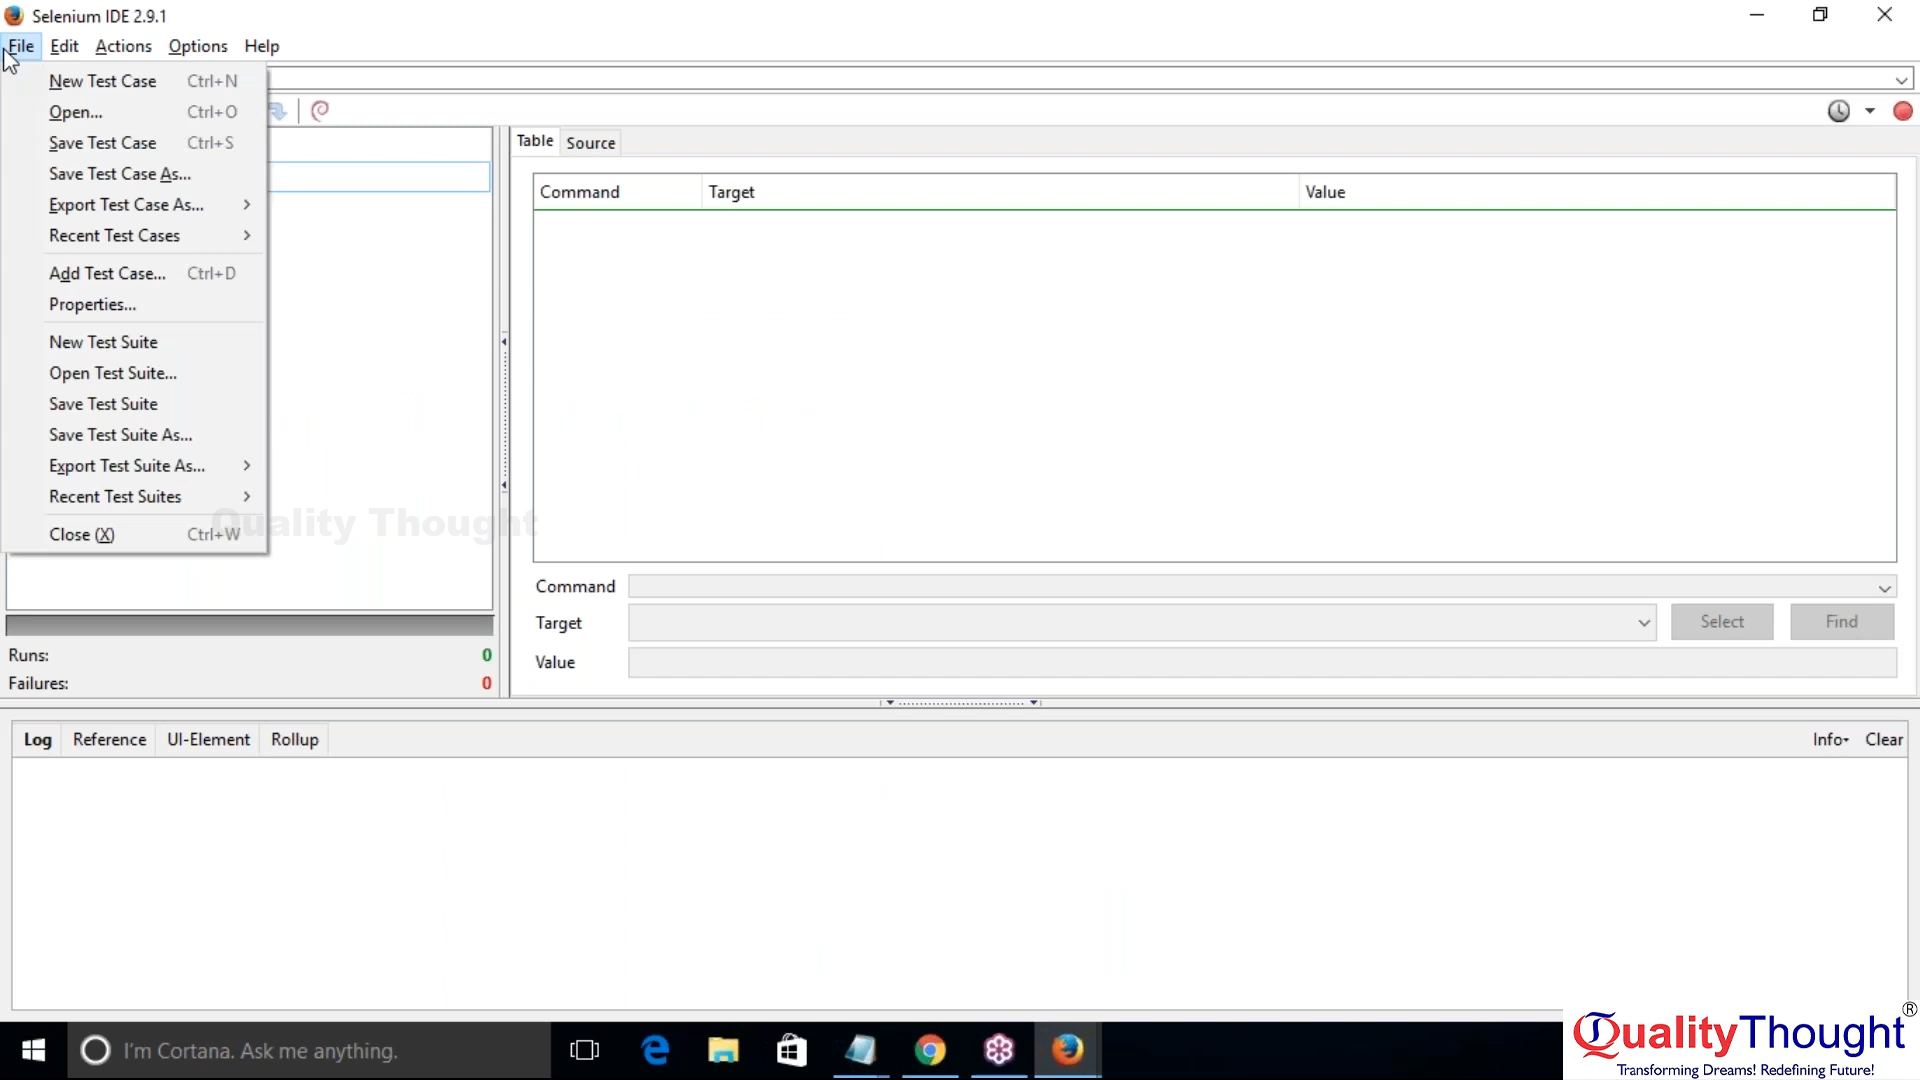 Selenium IDE 2.9.1
File Edit Actions Options Help
New Test Case Ctrl+N
Open... Ctrl+O
Save Test Case Ctrl+S
Save Test Case As...
Export Test Case As...
Recent Test Cases
Add Test Case... Ctrl+D
Properties...
New Test Suite
Open Test Suite...
Save Test Suite
Save Test Suite As...
Export Test Suite As...
Recent Test Suites
Close (X) Ctrl+W
Quality Thought
Table Source
Command Target Value
Command
Target Select Find
Value
Runs: 0
Failures: 0
Log Reference UI-Element Rollup Info Clear
I'm Cortana. Ask me anything.
QualityThought®
Transforming Dreams! Redefining Future!